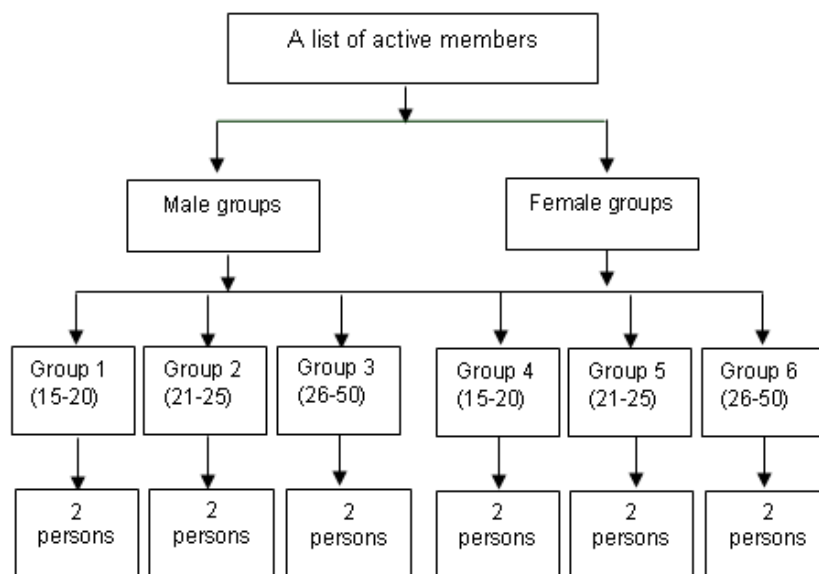 A list of active members
Male groups
Female groups
Group 1
(15-20)
Group 2
(21-25)
Group 3
(26-50)
Group 4
(15-20)
Group 5
(21-25)
Group 6
(26-50)
2
persons
2
persons
2
persons
2
persons
2
persons
2
persons